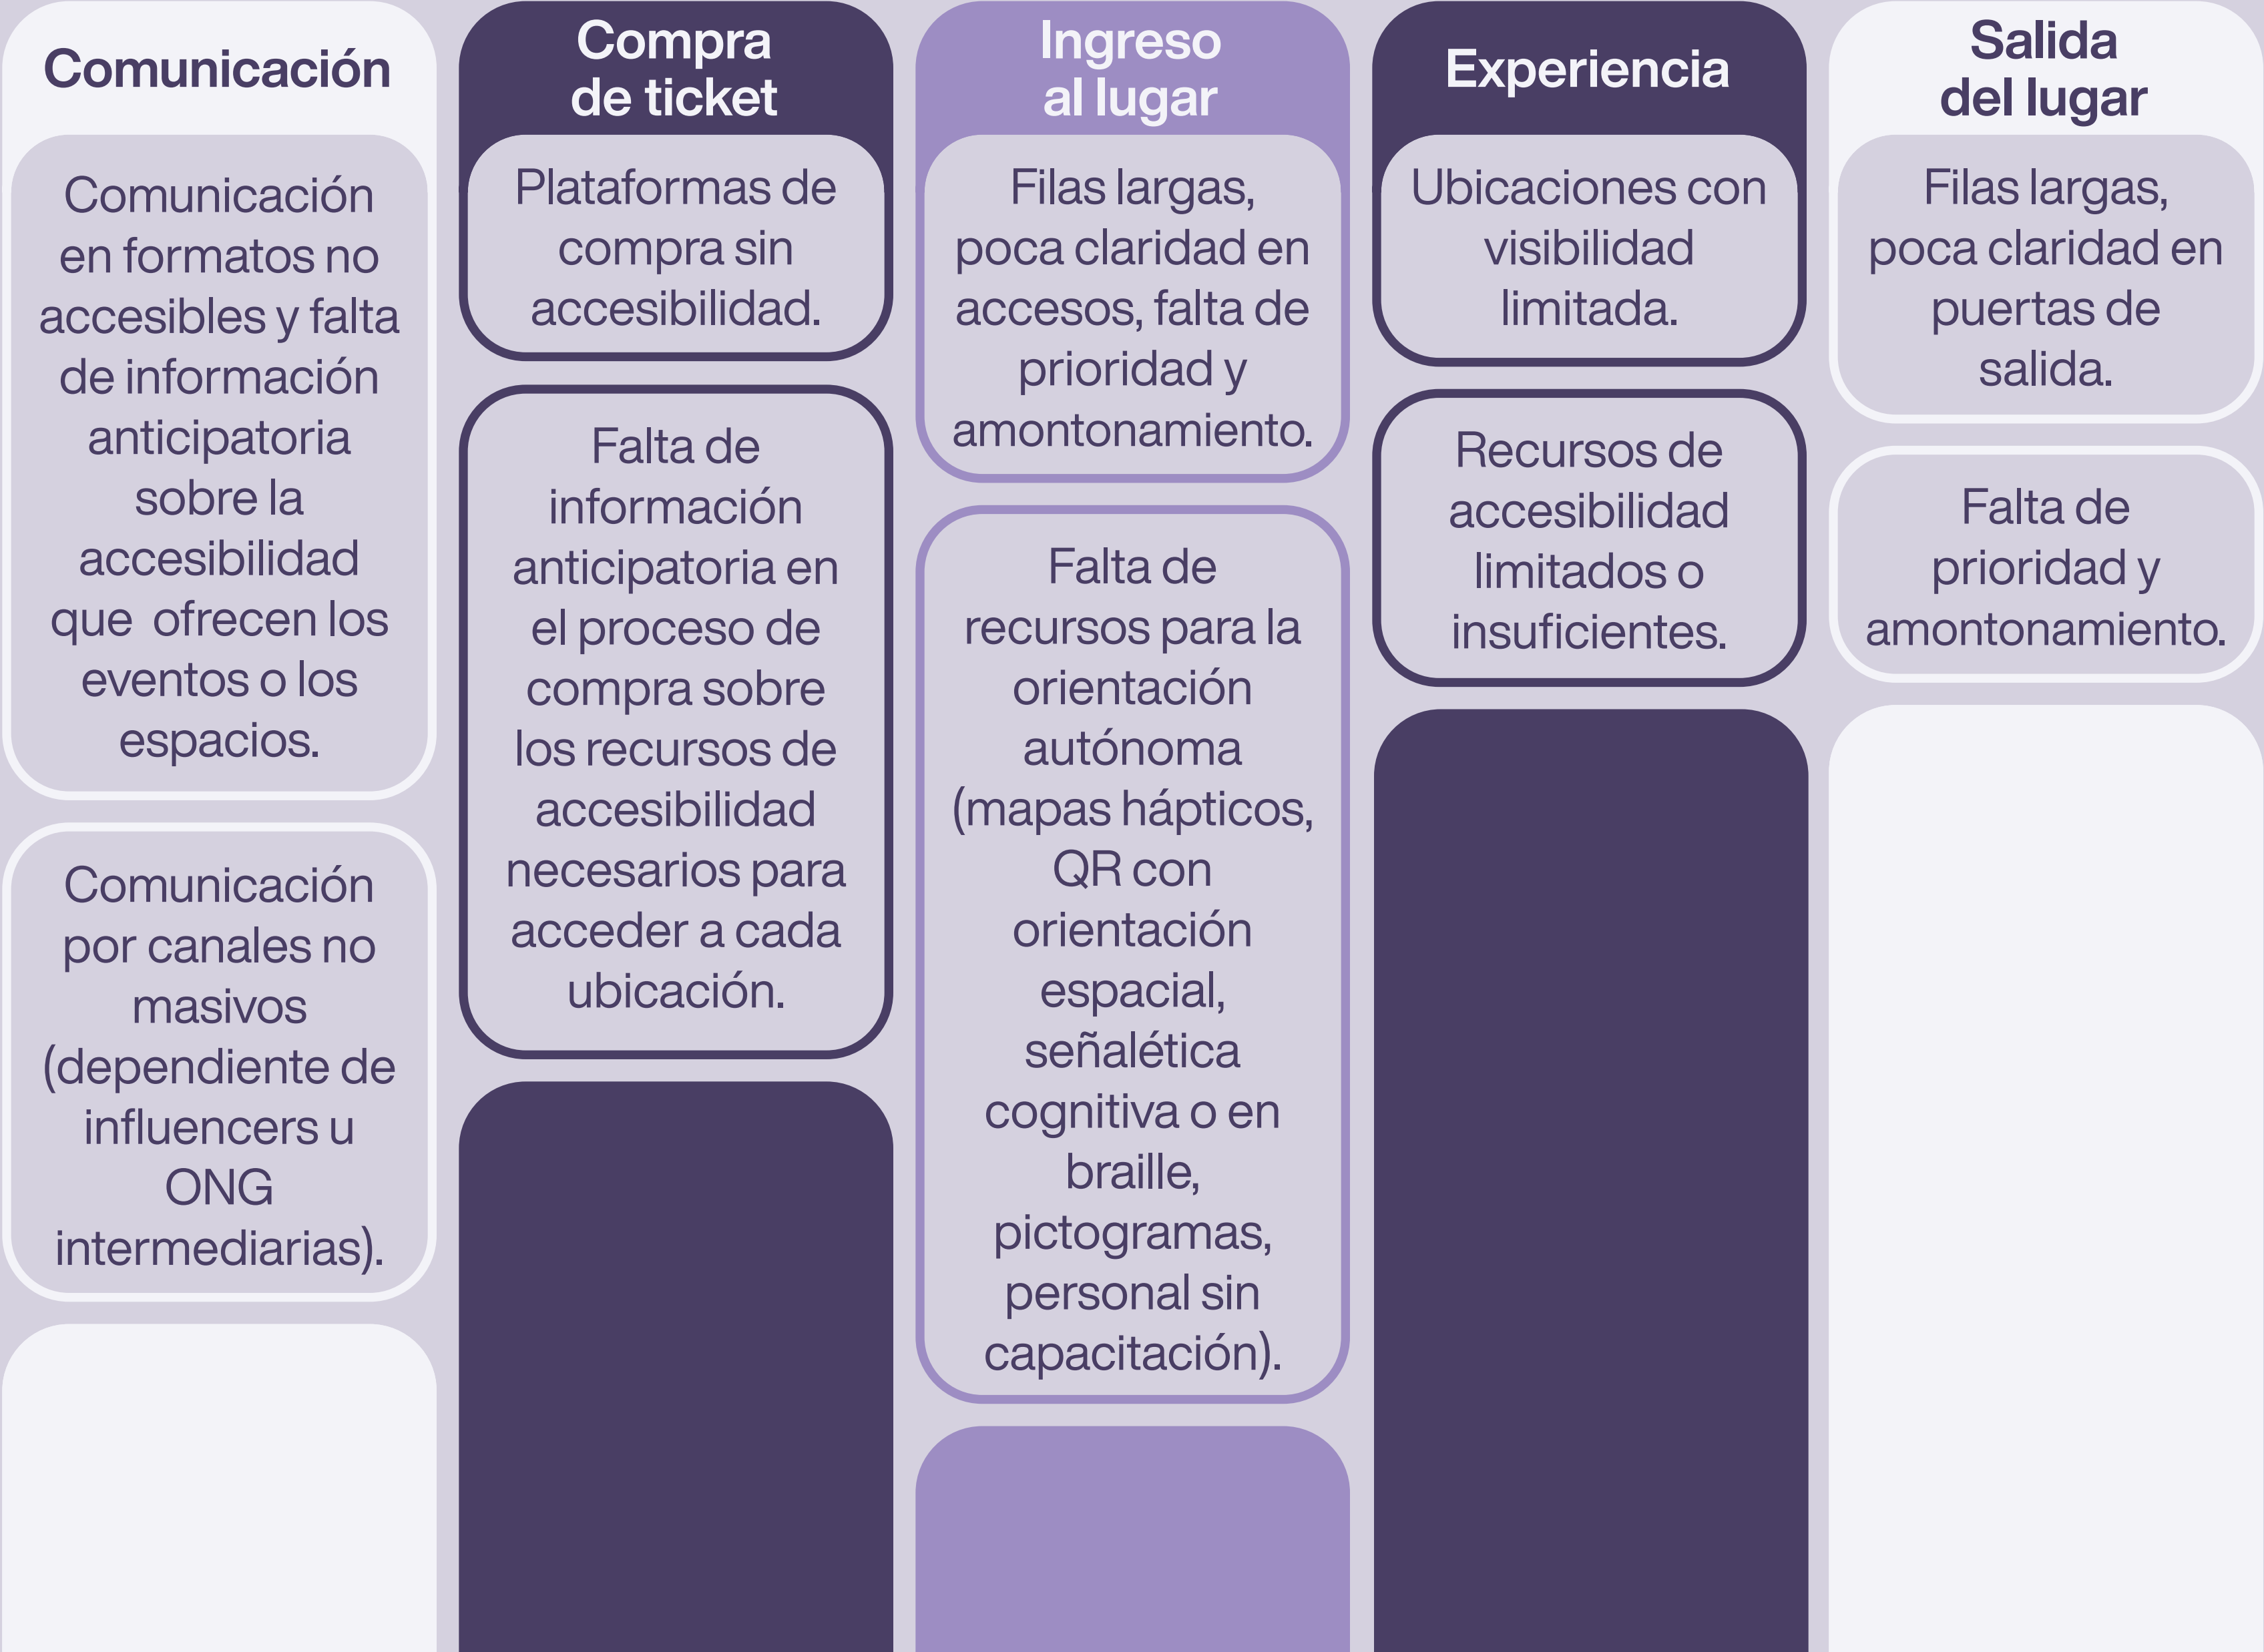 Comunicación
Comunicación
en formatos no
accesibles y falta
de información
anticipatoria
sobre la
accesibilidad
que  ofrecen los
eventos o los
espacios.
Comunicación
por canales no
masivos
(dependiente de
influencers u
ONG
intermediarias).
Compra
de ticket
Plataformas de
compra sin
accesibilidad.
Falta de
información
anticipatoria en
el proceso de
compra sobre
los recursos de
accesibilidad
necesarios para
acceder a cada
ubicación.
Ingreso
al lugar
Filas largas,
poca claridad en
accesos, falta de
prioridad y
amontonamiento.
Falta de
recursos para la
orientación
autónoma
(mapas hápticos,
QR con
orientación
espacial,
señalética
cognitiva o en
braille,
pictogramas,
personal sin
capacitación).
Experiencia
Ubicaciones con
visibilidad
limitada.
Recursos de
accesibilidad
limitados o
insuficientes.
Salida
del lugar
Filas largas,
poca claridad en
puertas de
salida.
Falta de
prioridad y
amontonamiento.